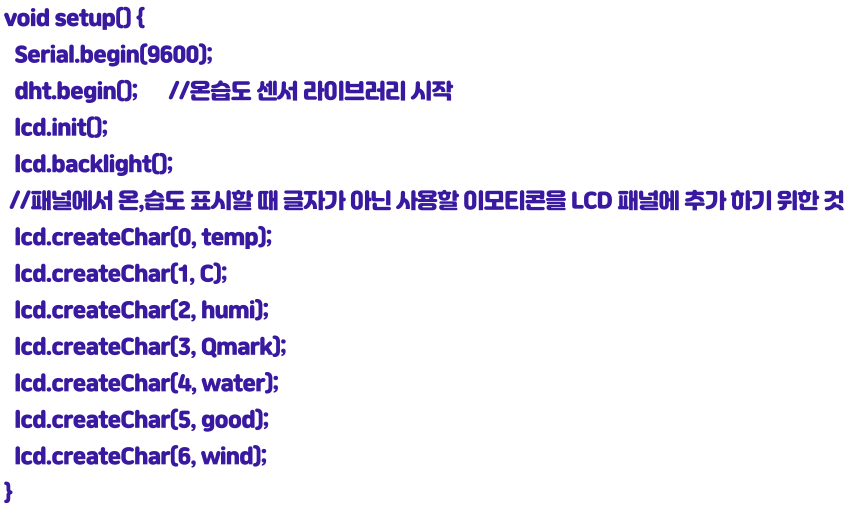 void setup() {
Serial.begin(9600);
dht.begin(); //온습도 센서 라이브러리 시작
lcd.init();
lcd.backlight();
//패널에서 온,습도 표시할 때 글자가 아닌 사용할 이모티콘을 LCD 패널에 추가 하기 위한 것
lcd.createChar(0, temp);
lcd.createChar(1, C);
lcd.createChar(2, humi);
lcd.createChar(3, Qmark);
lcd.createChar(4, water);
lcd.createChar(5, good);
lcd.createChar(6, wind);
}